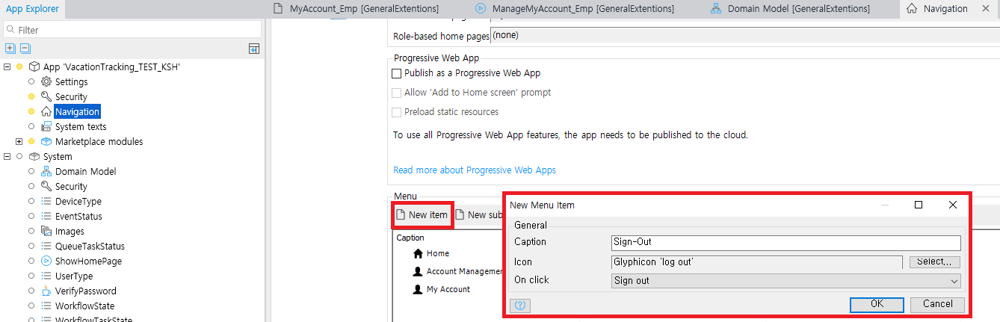 App Explorer
MyAccount_Emp [GeneralExtentions]
ManageMyAccount_Emp [GeneralExtentions]
Domain Model [GeneralExtentions]
Navigation
Filter
Role-based home pages (none)
Progressive Web App
Publish as a Progressive Web App
Allow 'Add to Home screen' prompt
Preload static resources
To use all Progressive Web App features, the app needs to be published to the cloud.
Read more about Progressive Web Apps
App 'VacationTracking_TEST_KSH'
Settings
Security
Navigation
System texts
Marketplace modules
System
Domain Model
Security
DeviceType
EventStatus
Images
QueueTaskStatus
ShowHomePage
UserType
VerifyPassword
WorkflowState
WorkflowTaskState
Menu
New item
New sub
Caption
Home
Account Managemen
My Account
New Menu Item
General
Caption Sign-Out
Icon Glyphicon 'log out' Select...
On click Sign out
OK Cancel